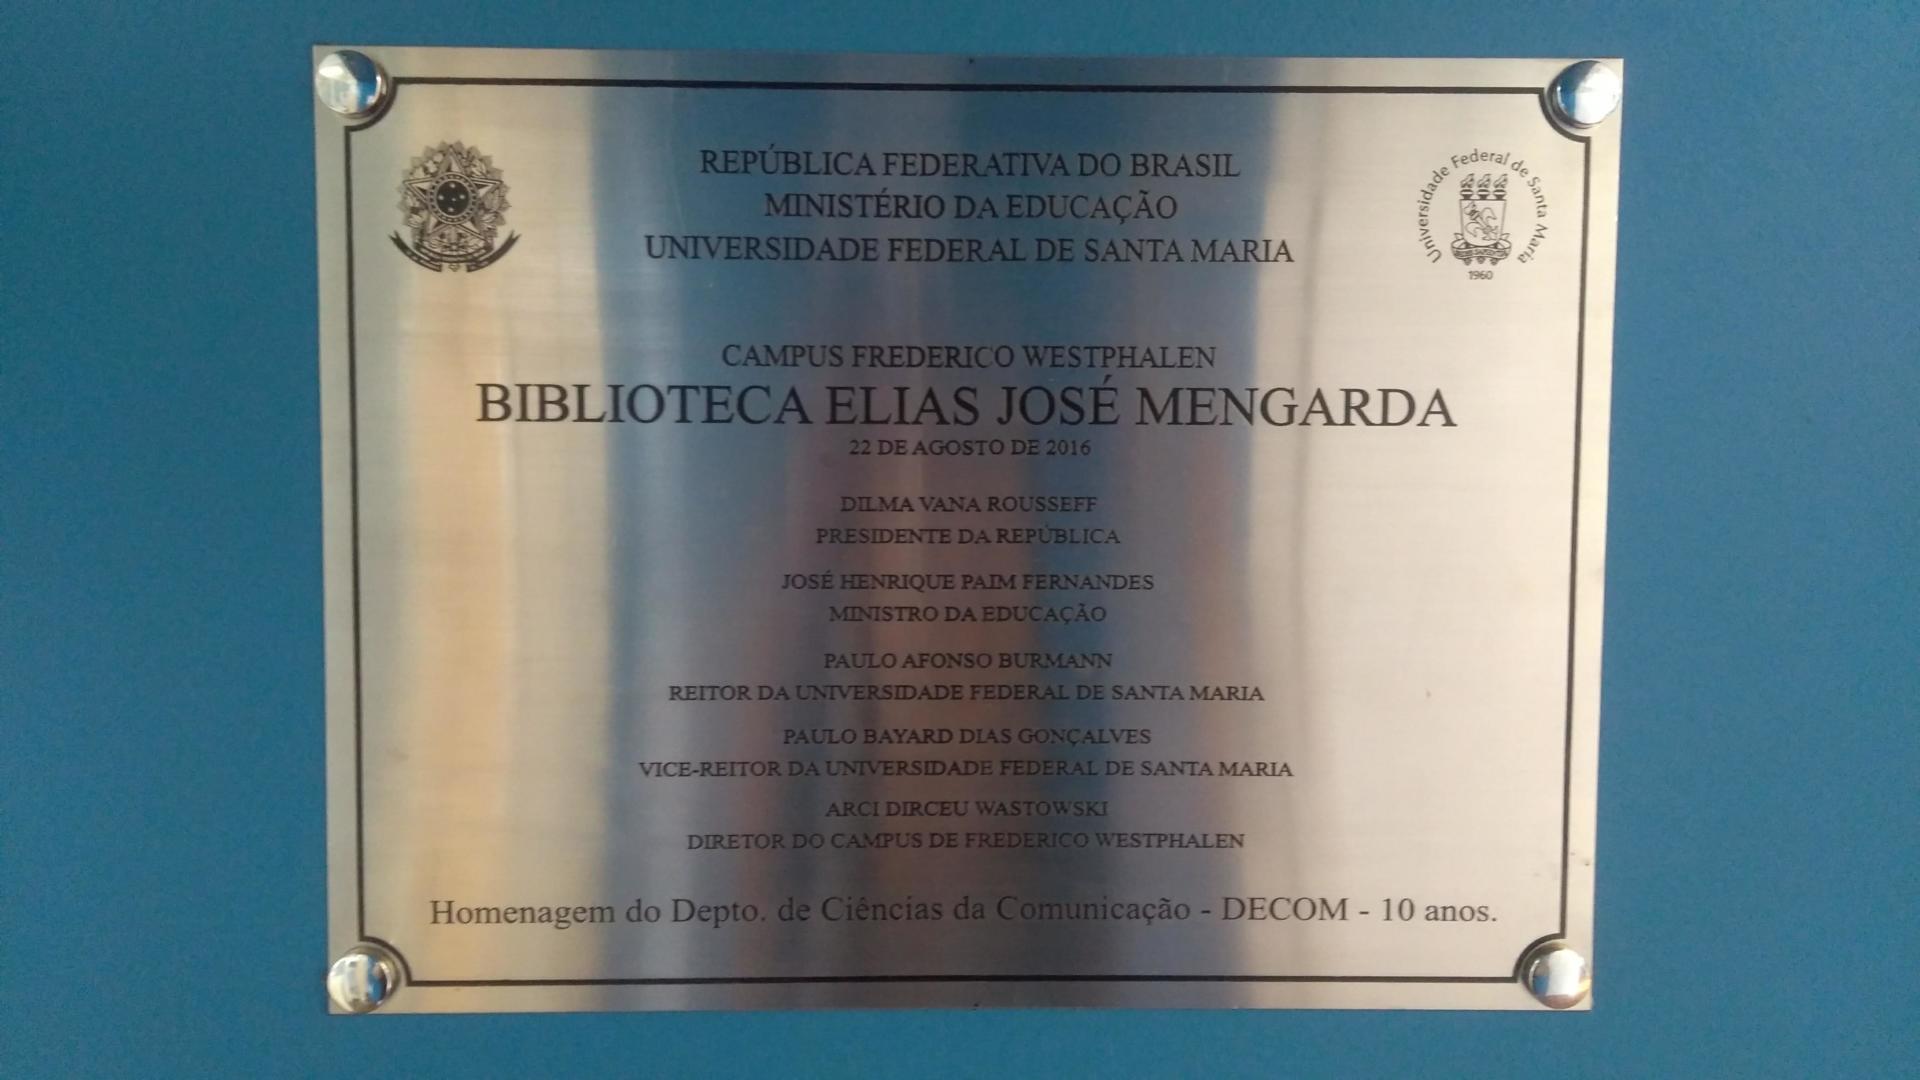 REPÚBLICA FEDERATIVA DO BRASIL
MINISTÉRIO DA EDUCAÇÃO
UNIVERSIDADE FEDERAL DE SANTA MARIA
Universidade Federal de Santa Maria
1960
CAMPUS FREDERICO WESTPHALEN
BIBLIOTECA ELIAS JOSÉ MENGARDA
22 DE AGOSTO DE 2016
DILMA VANA ROUSSEFF
PRESIDENTE DA REPÚBLICA
JOSÉ HENRIQUE PAIM FERNANDES
MINISTRO DA EDUCAÇÃO
PAULO AFONSO BURMANN
REITOR DA UNIVERSIDADE FEDERAL DE SANTA MARIA
PAULO BAYARD DIAS GONÇALVES
VICE-REITOR DA UNIVERSIDADE FEDERAL DE SANTA MARIA
ARCI DIRCEU WASTOWSKI
DIRETOR DO CAMPUS DE FREDERICO WESTPHALEN
Homenagem do Depto. de Ciências da Comunicação - DECOM - 10 anos.